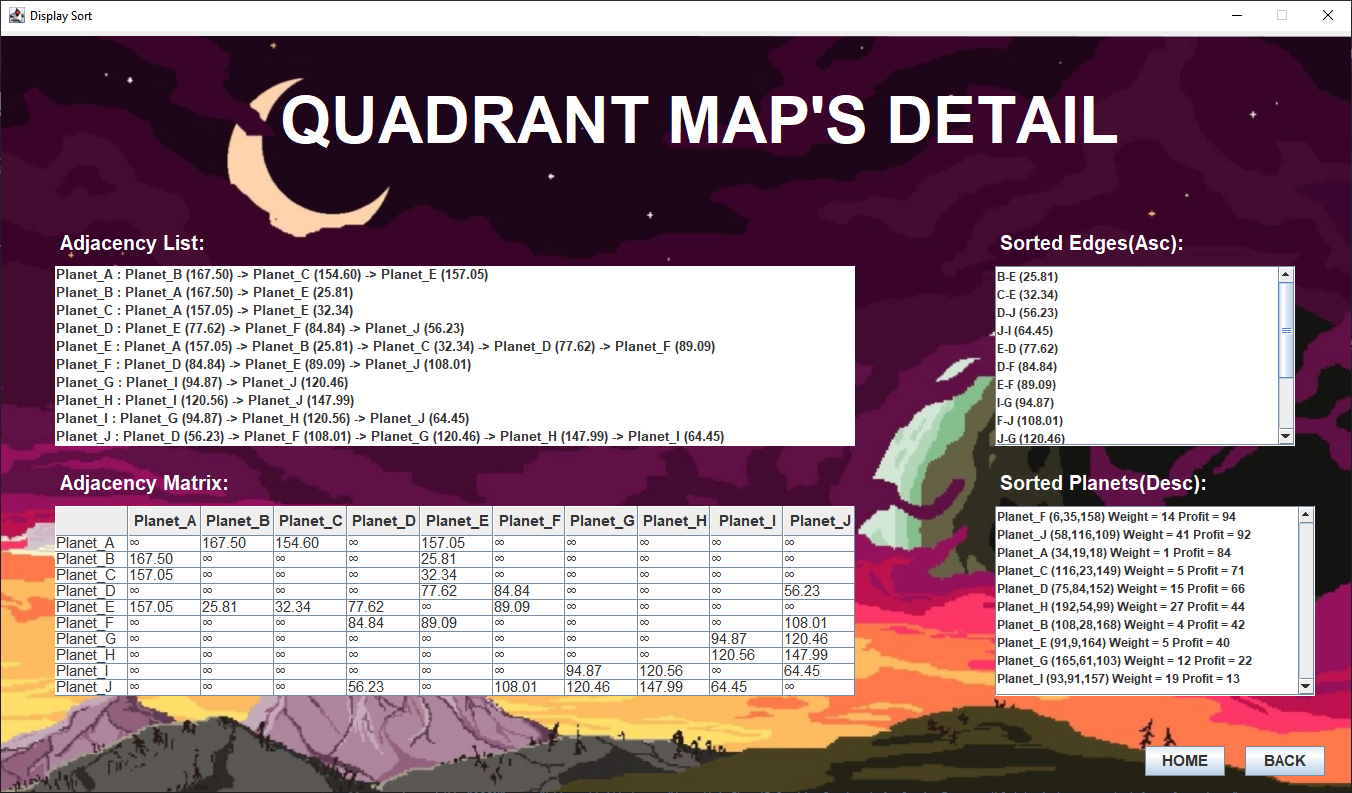 Display Sort
QUADRANT MAP'S DETAIL
Adjacency List:
Planet_A : Planet_B (167.50) -> Planet_C (154.60) -> Planet_E (157.05)
Planet_B : Planet_A (167.50) -> Planet_E (25.81)
Planet_C : Planet_A (157.05) -> Planet_E (32.34)
Planet_D : Planet_E (77.62) -> Planet_F (84.84) -> Planet_J (56.23)
Planet_E : Planet_A (157.05) -> Planet_B (25.81) -> Planet_C (32.34) -> Planet_D (77.62) -> Planet_F (89.09)
Planet_F : Planet_D (84.84) -> Planet_E (89.09) -> Planet_J (108.01)
Planet_G : Planet_I (94.87) -> Planet_J (120.46)
Planet_H : Planet_I (120.56) -> Planet_J (147.99)
Planet_I : Planet_G (94.87) -> Planet_H (120.56) -> Planet_J (64.45)
Planet_J : Planet_D (56.23) -> Planet_F (108.01) -> Planet_G (120.46) -> Planet_H (147.99) -> Planet_I (64.45)
Sorted Edges(Asc):
B-E (25.81)
C-E (32.34)
D-J (56.23)
J-I (64.45)
E-D (77.62)
D-F (84.84)
E-F (89.09)
I-G (94.87)
F-J (108.01)
J-G (120.46)
Adjacency Matrix:
Planet_A Planet_B Planet_C Planet_D Planet_E Planet_F Planet_G Planet_H Planet_I Planet_J
Planet_A ∞ 167.50 154.60 ∞ 157.05 ∞ ∞ ∞ ∞ ∞
Planet_B 167.50 ∞ ∞ ∞ 25.81 ∞ ∞ ∞ ∞ ∞
Planet_C 157.05 ∞ ∞ ∞ 32.34 ∞ ∞ ∞ ∞ ∞
Planet_D ∞ ∞ ∞ ∞ 77.62 84.84 ∞ ∞ ∞ 56.23
Planet_E 157.05 25.81 32.34 77.62 ∞ 89.09 ∞ ∞ ∞ ∞
Planet_F ∞ ∞ ∞ 84.84 89.09 ∞ ∞ ∞ ∞ 108.01
Planet_G ∞ ∞ ∞ ∞ ∞ ∞ ∞ ∞ 94.87 120.46
Planet_H ∞ ∞ ∞ ∞ ∞ ∞ ∞ ∞ 120.56 147.99
Planet_I ∞ ∞ ∞ ∞ ∞ ∞ 94.87 120.56 ∞ 64.45
Planet_J ∞ ∞ ∞ 56.23 ∞ 108.01 120.46 147.99 64.45 ∞
Sorted Planets(Desc):
Planet_F (6,35,158) Weight = 14 Profit = 94
Planet_J (58,116,109) Weight = 41 Profit = 92
Planet_A (34,19,18) Weight = 1 Profit = 84
Planet_C (116,23,149) Weight = 5 Profit = 71
Planet_D (75,84,152) Weight = 15 Profit = 66
Planet_H (192,54,99) Weight = 27 Profit = 44
Planet_B (108,28,168) Weight = 4 Profit = 42
Planet_E (91,9,164) Weight = 5 Profit = 40
Planet_G (165,61,103) Weight = 12 Profit = 22
Planet_I (93,91,157) Weight = 19 Profit = 13
HOME
BACK